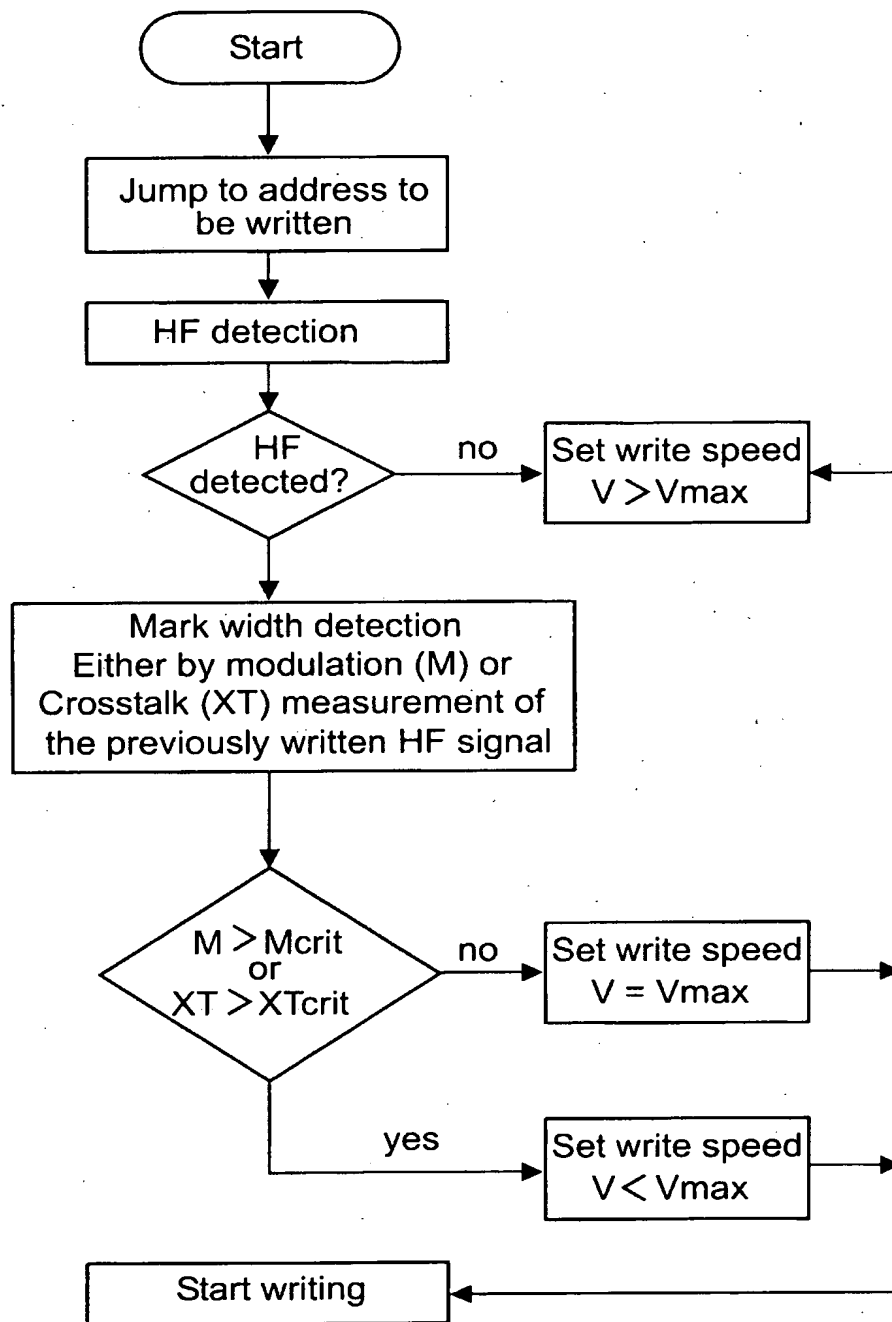 Start
Jump to address to
be written
HF detection
HF
detected?
no
Set write speed
V > Vmax
Mark width detection
Either by modulation (M) or
Crosstalk (XT) measurement of
the previously written HF signal
M > Mcrit
or
XT > XTcrit
no
Set write speed
V = Vmax
yes
Set write speed
V < Vmax
Start writing